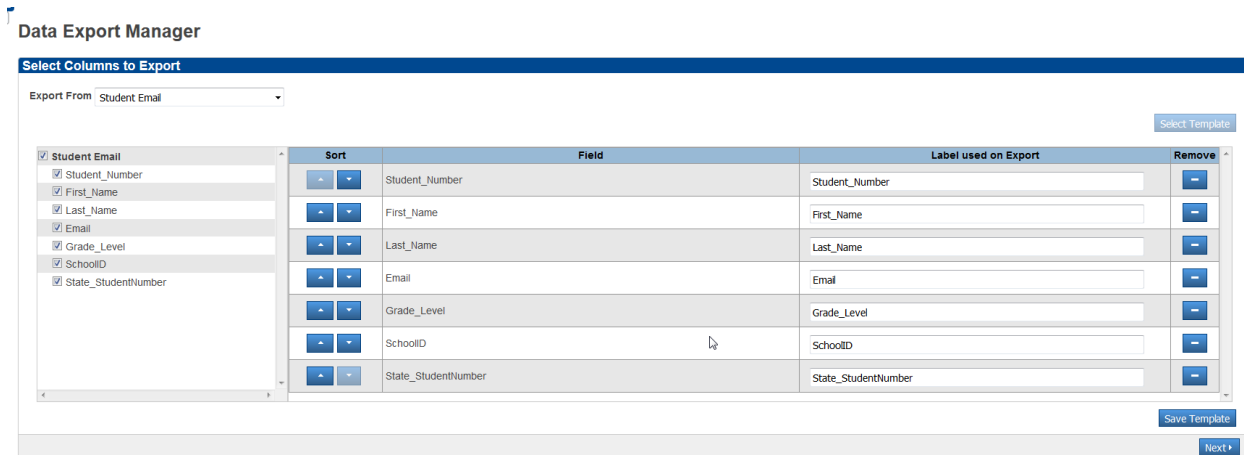 Data Export Manager
Select Columns to Export
Export From Student Email
Select Template
Student Email
Student_Number
First_Name
Last_Name
Email
Grade_Level
SchoolID
State_StudentNumber
Sort Field Label used on Export Remove
Student_Number Student_Number
First_Name First_Name
Last_Name Last_Name
Email Email
Grade_Level Grade_Level
SchoolID SchoolID
State_StudentNumber State_StudentNumber
Save Template
Next